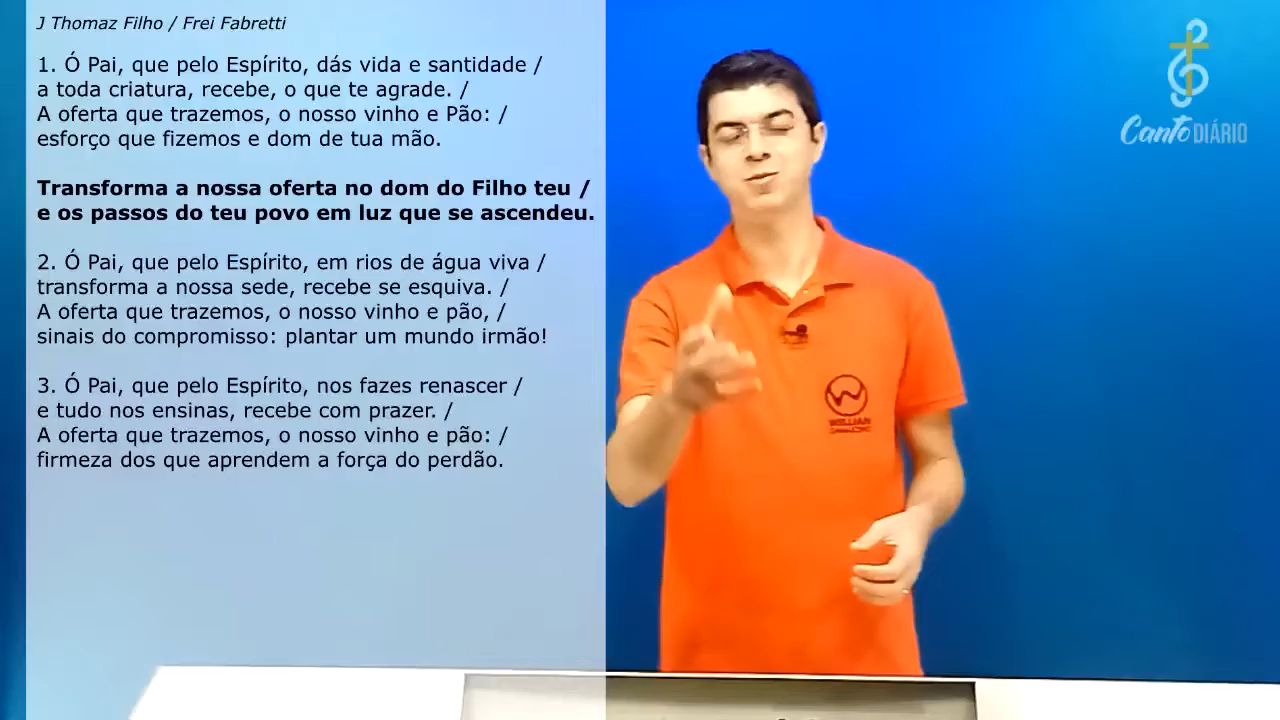 J Thomaz Filho / Frei Fabretti
1. Ó Pai, que pelo Espírito, dás vida e santidade /
a toda criatura, recebe, o que te agrade. /
A oferta que trazemos, o nosso vinho e Pão: /
esforço que fizemos e dom de tua mão.
Transforma a nossa oferta no dom do Filho teu /
e os passos do teu povo em luz que se ascendeu.
2. Ó Pai, que pelo Espírito, em rios de água viva /
transforma a nossa sede, recebe se esquiva. /
A oferta que trazemos, o nosso vinho e pão, /
sinais do compromisso: plantar um mundo irmão!
3. Ó Pai, que pelo Espírito, nos fazes renascer /
e tudo nos ensinas, recebe com prazer. /
A oferta que trazemos, o nosso vinho e pão: /
firmeza dos que aprendem a força do perdão.
Canto DIÁRIO
WILLIAN